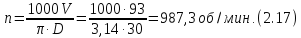 n = 1000 V / π · D = 1000 · 93 / 3,14 · 30 = 987,3 об / мин. (2.17)